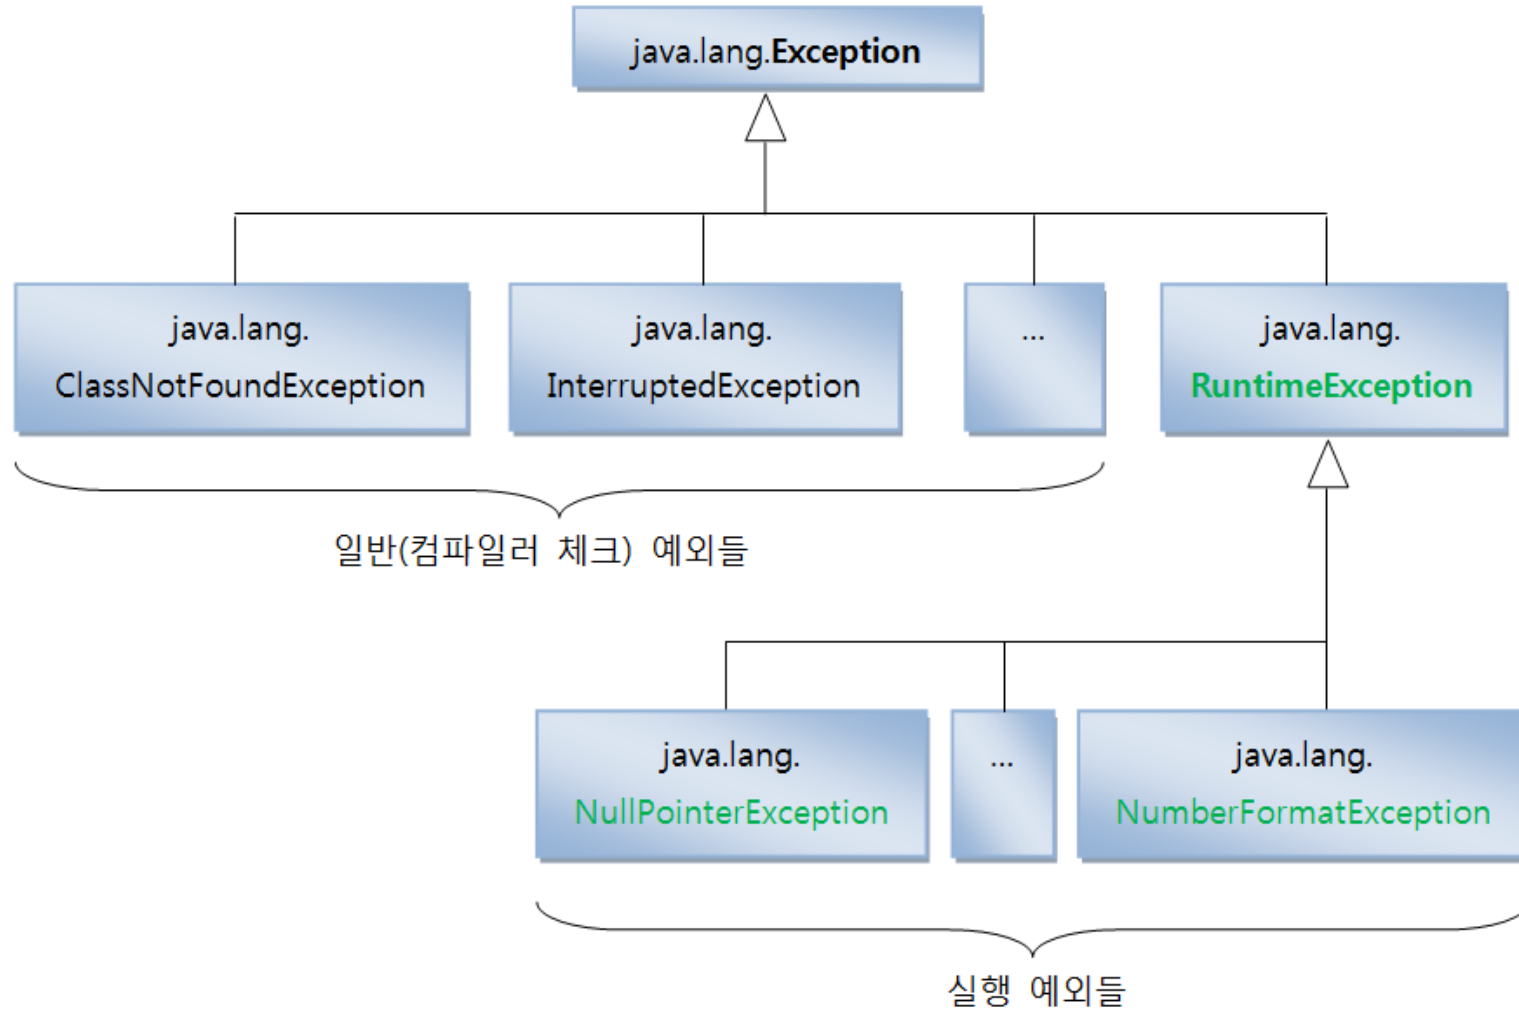 java.lang.Exception
java.lang.
ClassNotFoundException
java.lang.
InterruptedException
...
java.lang.
RuntimeException
일반(컴파일러 체크) 예외들
java.lang.
NullPointerException
...
java.lang.
NumberFormatException
실행 예외들